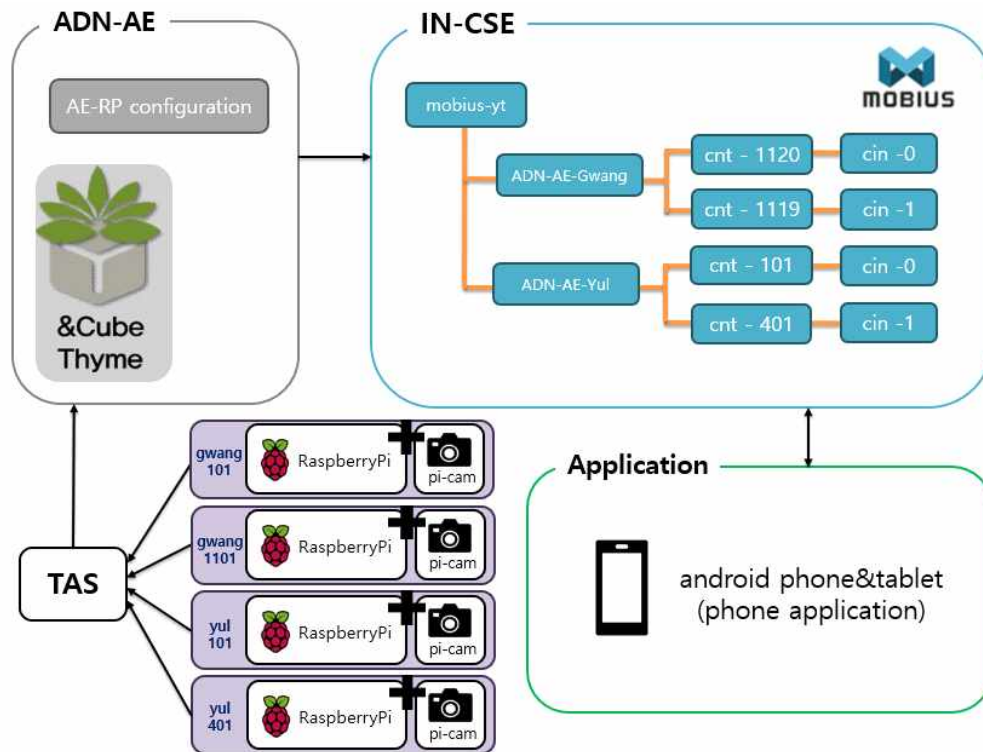 ADN-AE
AE-RP configuration
&Cube
Thyme
IN-CSE
MOBIUS
mobius-yt
ADN-AE-Gwang
cnt - 1120
cin -0
cnt - 1119
cin -1
ADN-AE-Yul
cnt - 101
cin -0
cnt - 401
cin -1
TAS
gwang
101
RaspberryPi
pi-cam
gwang
1101
RaspberryPi
pi-cam
yul
101
RaspberryPi
pi-cam
yul
401
RaspberryPi
pi-cam
Application
android phone&tablet
(phone application)